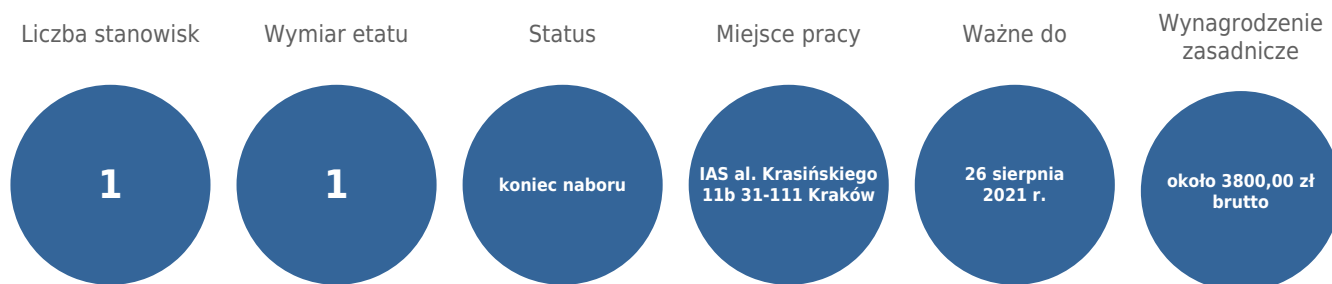 Liczba stanowisk
Wymiar etatu
Status
Miejsce pracy
Ważne do
Wynagrodzenie
zasadnicze
1
1
koniec naboru
IAS al. Krasińskiego
11b 31-111 Kraków
26 sierpnia
2021 r.
około 3800,00 zł
brutto